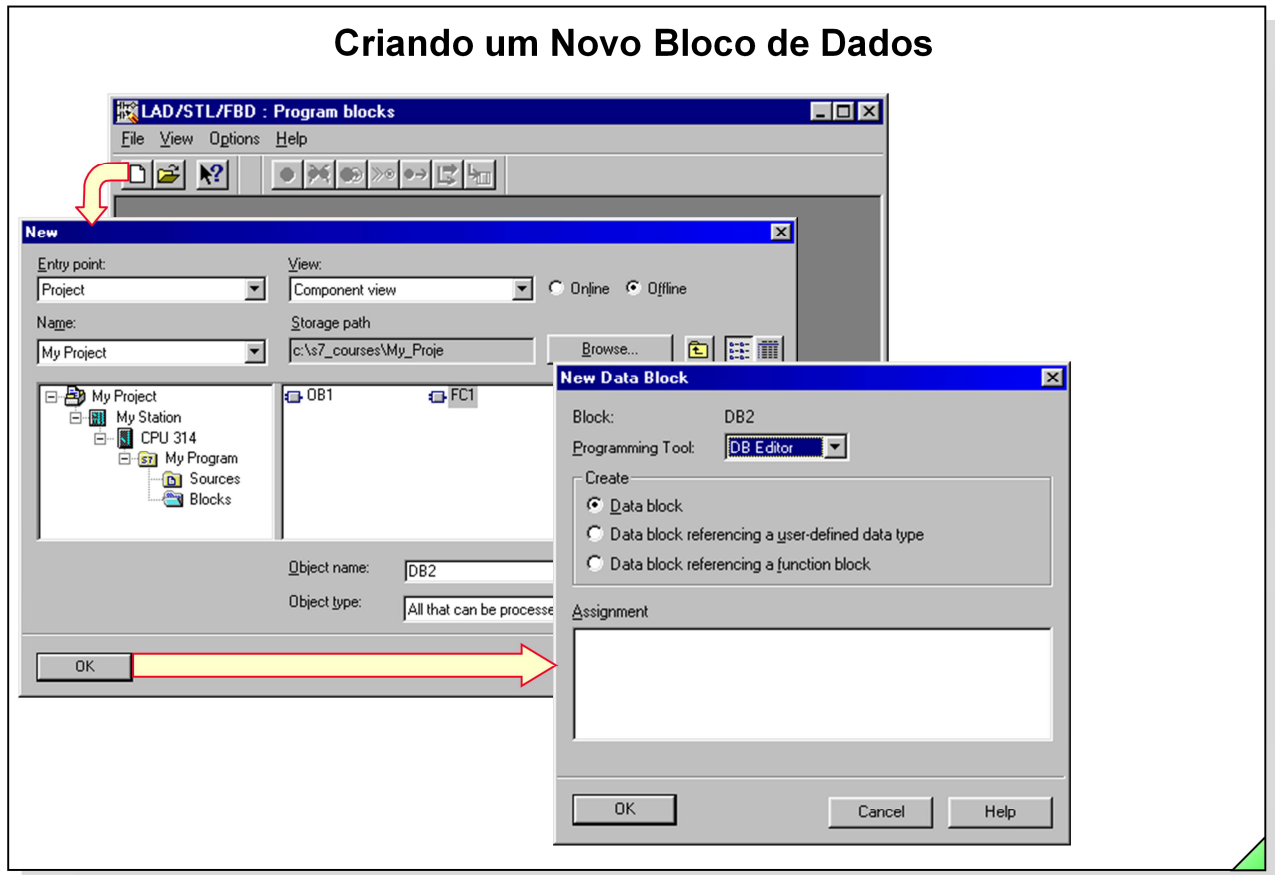 Criando um Novo Bloco de Dados
LAD/STL/FBD : Program blocks
File View Options Help
New
Entry point: View:
Project Component view Online Offline
Name: Storage path
My Project c:\s7_courses\My_Proje Browse...
New Data Block
My Project OB1 FC1
My Station
CPU 314
My Program
Sources
Blocks
Block: DB2
Programming Tool: DB Editor
Create
Data block
Data block referencing a user-defined data type
Data block referencing a function block
Object name: DB2
Object type: All that can be processe
Assignment
OK
OK Cancel Help